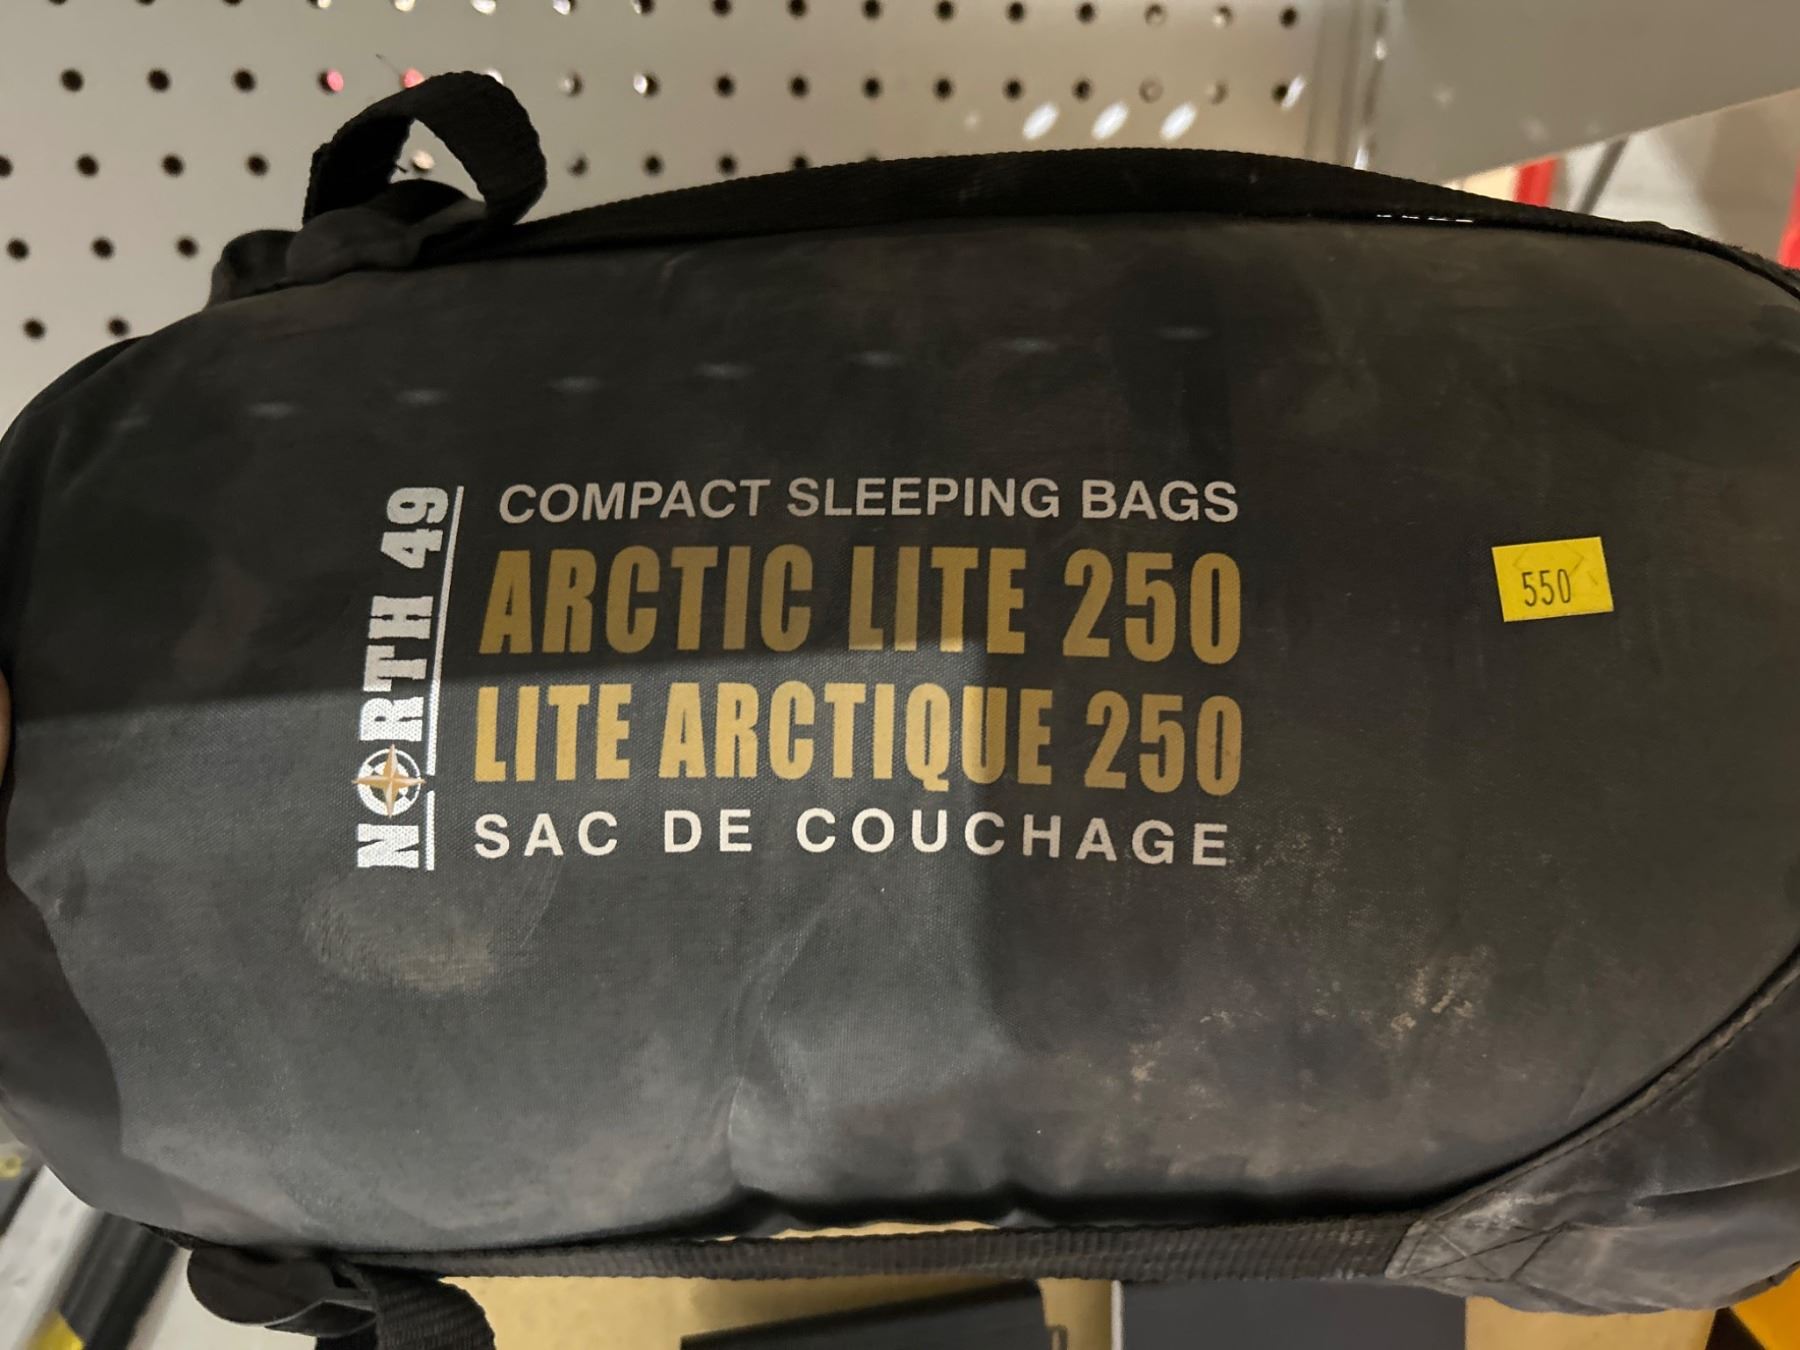 NORTH 49
COMPACT SLEEPING BAGS
ARCTIC LITE 250
LITE ARCTIQUE 250
SAC DE COUCHAGE
550